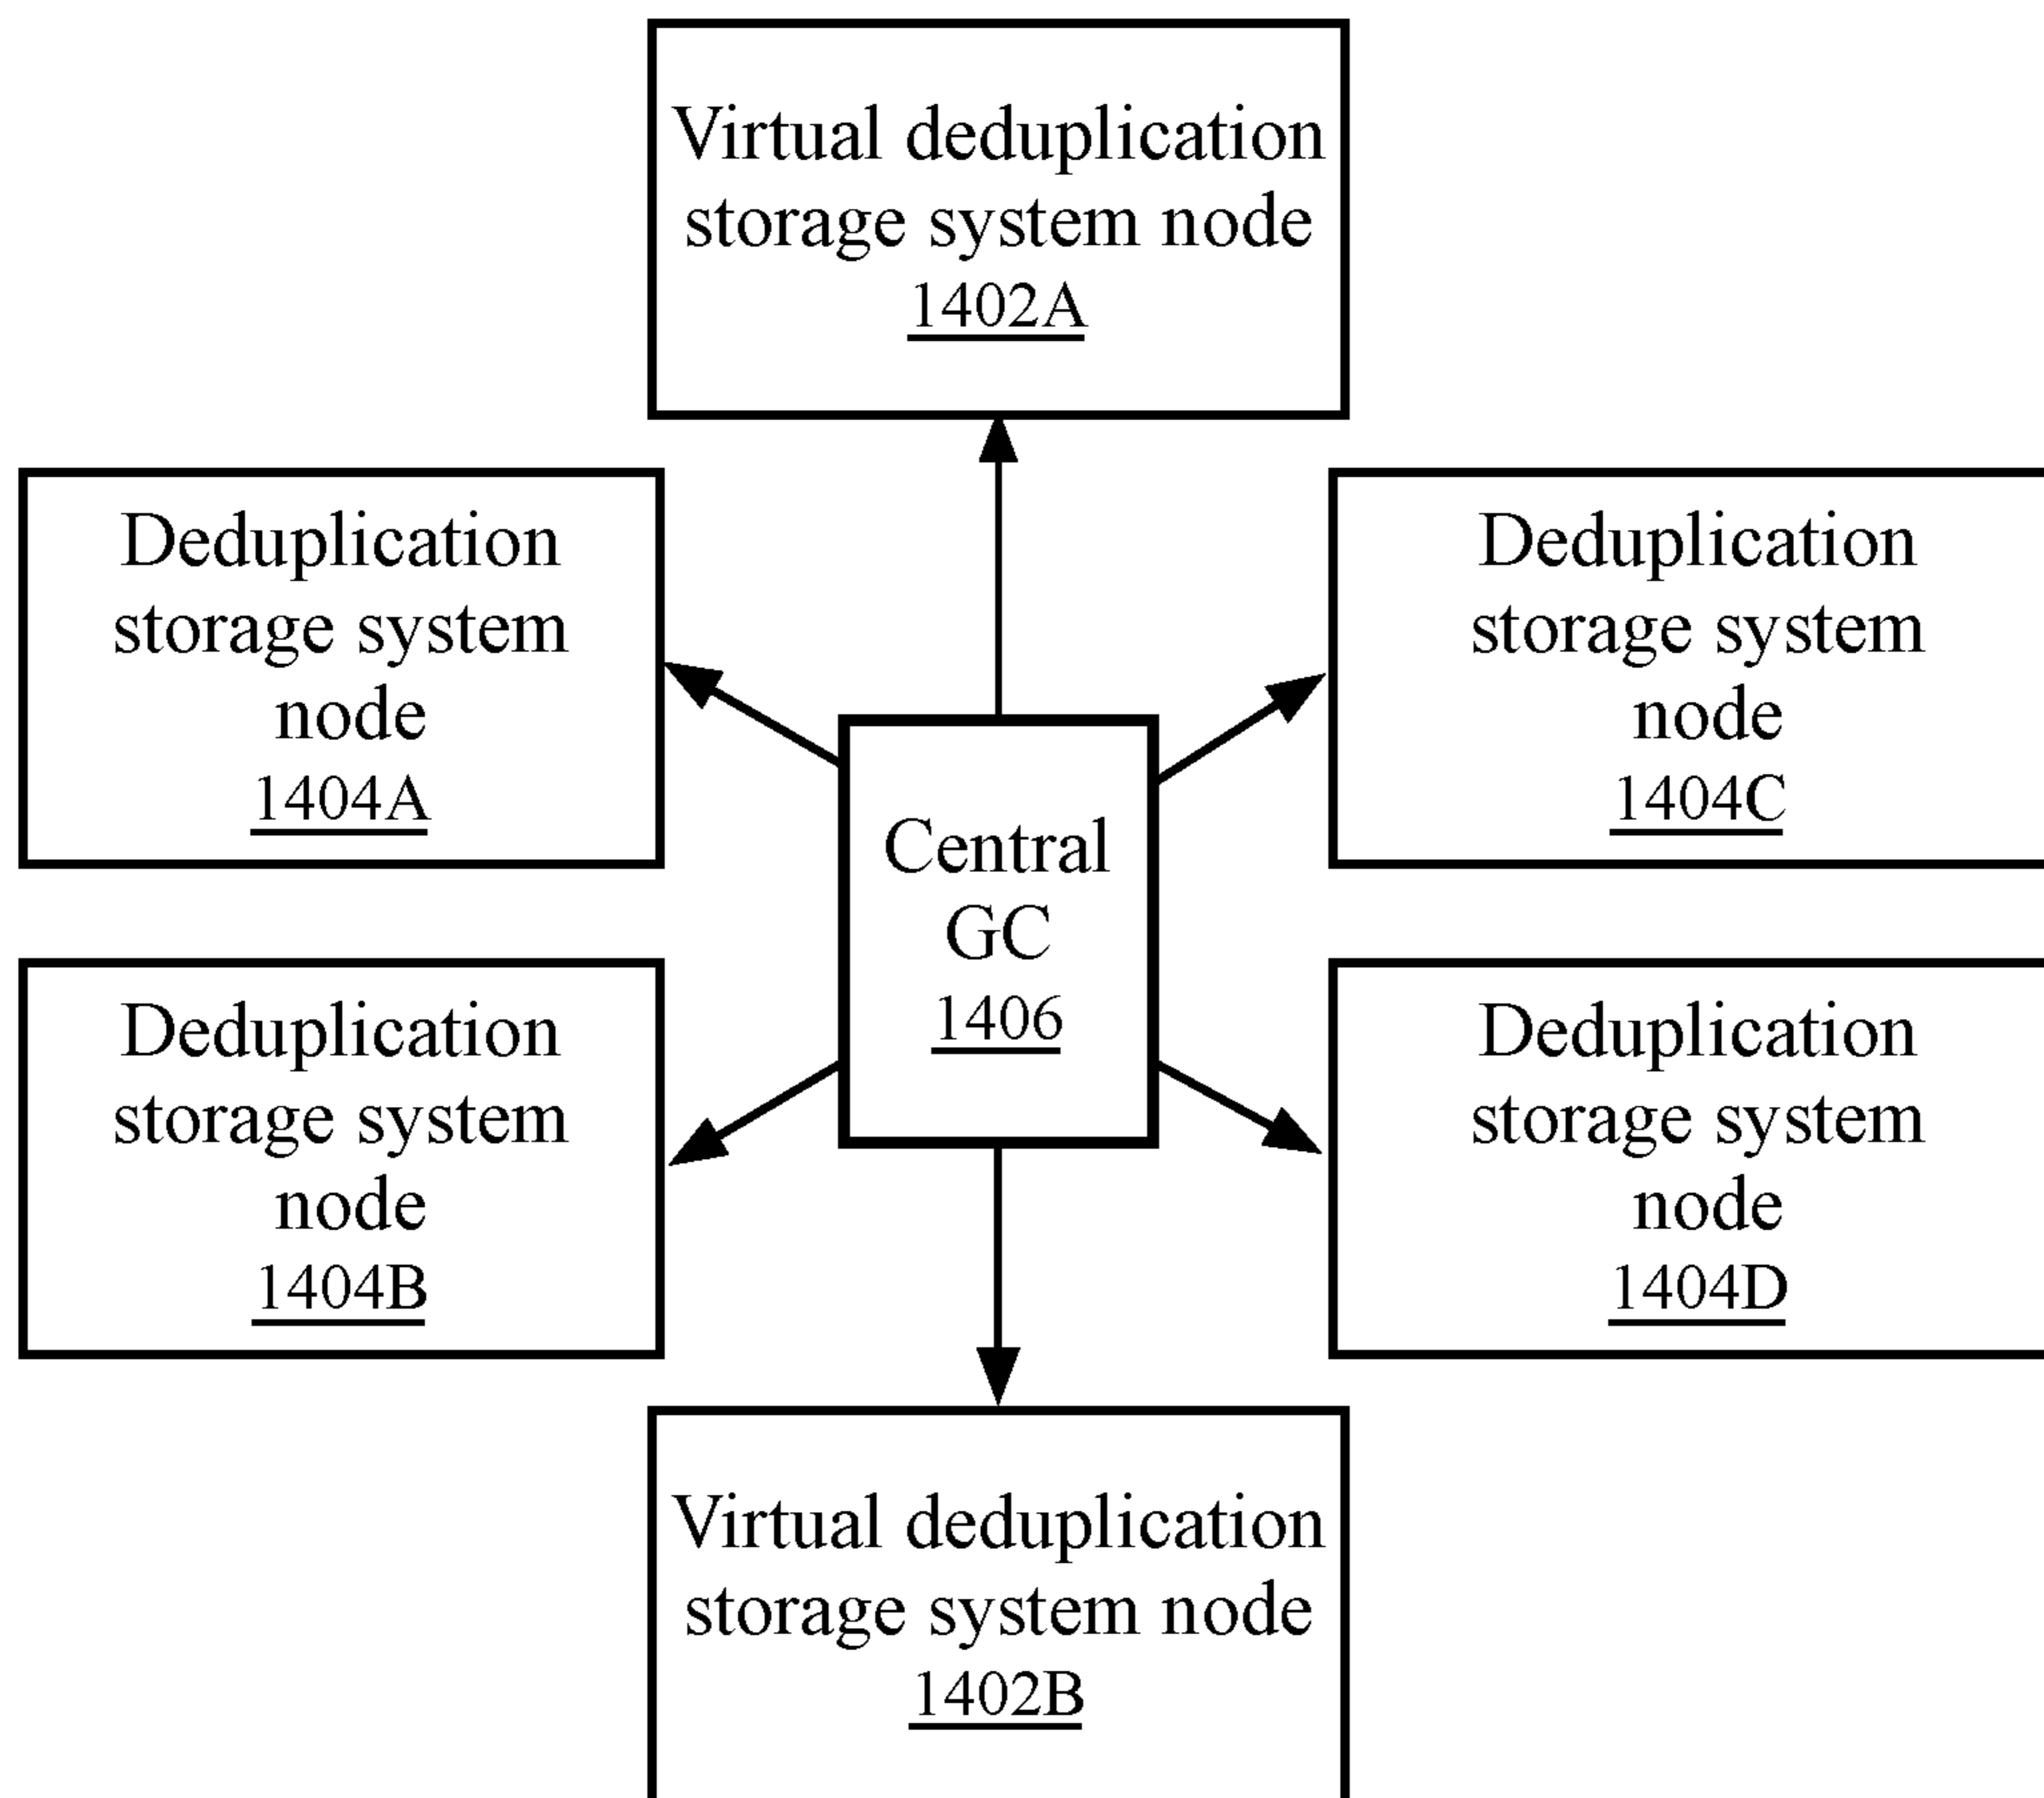 Virtual deduplication
storage system node
1402A
Deduplication
storage system
node
1404A
Deduplication
storage system
node
1404C
Central
GC
1406
Deduplication
storage system
node
1404B
Deduplication
storage system
node
1404D
Virtual deduplication
storage system node
1402B